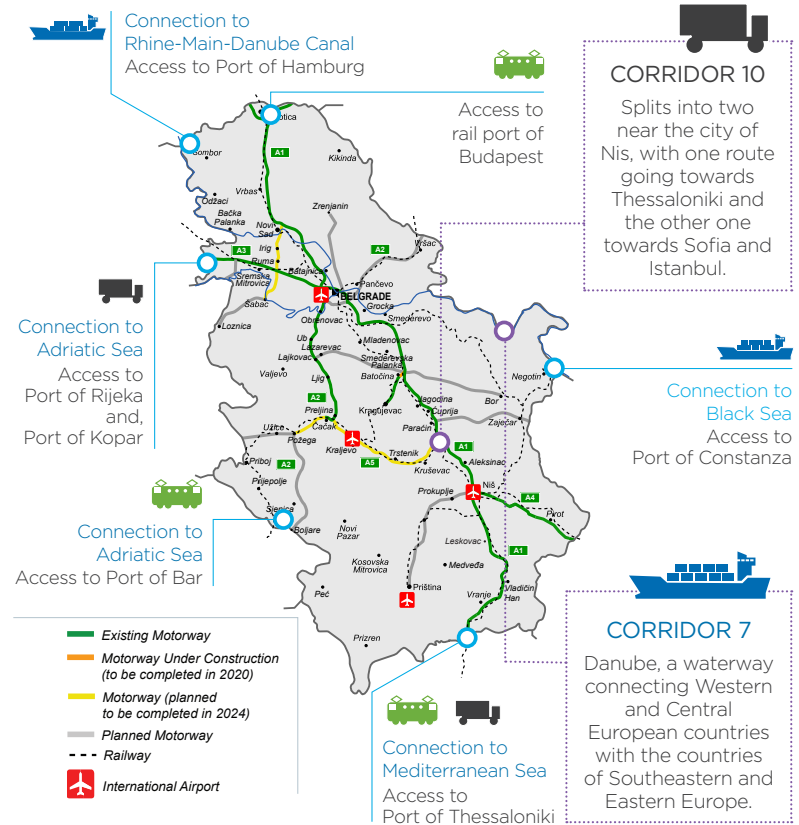 Connection to
Rhine-Main-Danube Canal
Access to Port of Hamburg
Access to
rail port of
Budapest
CORRIDOR 10
Splits into two
near the city of
Nis, with one route
going towards
Thessaloniki and
the other one
towards Sofia and
Istanbul.
Connection to
Adriatic Sea
Access to
Port of Rijeka
and,
Port of Kopar
Connection to
Adriatic Sea
Access to Port of Bar
Connection to
Black Sea
Access to
Port of Constanza
CORRIDOR 7
Danube, a waterway
connecting Western
and Central
European countries
with the countries
of Southeastern and
Eastern Europe.
Connection to
Mediterranean Sea
Access to
Port of Thessaloniki
Existing Motorway
Motorway Under Construction
(to be completed in 2020)
Motorway (planned
to be completed in 2024)
Planned Motorway
Railway
International Airport
A1
Kikinda
Odžaci
Vrbas
Bačka
Palanka
Zrenjanin
Novi
Sad
A2
Vršac
A3
Irig
Ruma
Sremska
Mitrovica
Batajnica
Pančevo
BELGRADE
Grocka
Šabac
Obrenovac
Smederevo
Loznica
Ub
Lazarevac
Mladenovac
Lajkovac
Smederevska
Palanka
Valjevo
Ljig
Batočina
Negotin
A2
Preljina
Kragujevac
Jagodina
Ćuprija
Bor
Zaječar
Užice
Požega
Čačak
Paraćin
A2
Kraljevo
A5
Trstenik
Kruševac
A1
Aleksinac
Priboj
Prijepolje
Prokuplje
Niš
A4
Sjenica
Boljare
Novi
Pazar
Pirot
Leskovac
A1
Kosovska
Mitrovica
Medveđa
Peć
Priština
Vranje
Vladičin
Han
Prizren